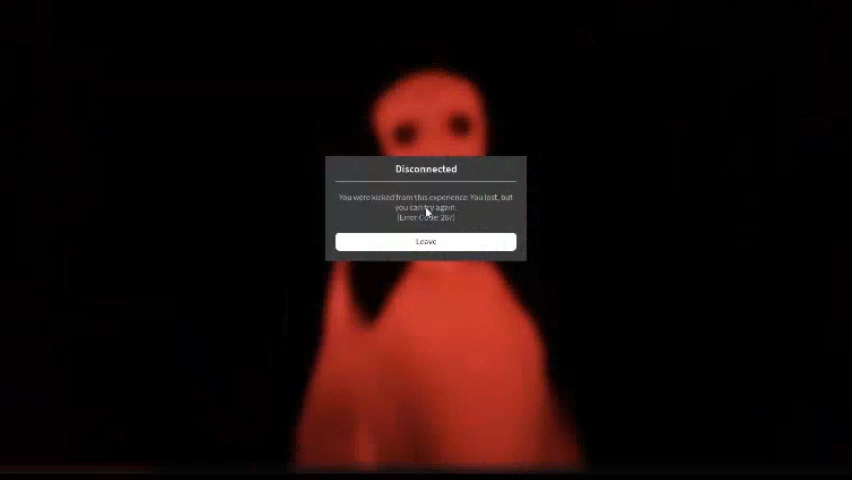 Disconnected
You were kicked from this experience: You lost, but
you can try again.
(Error Code: 267)
Leave